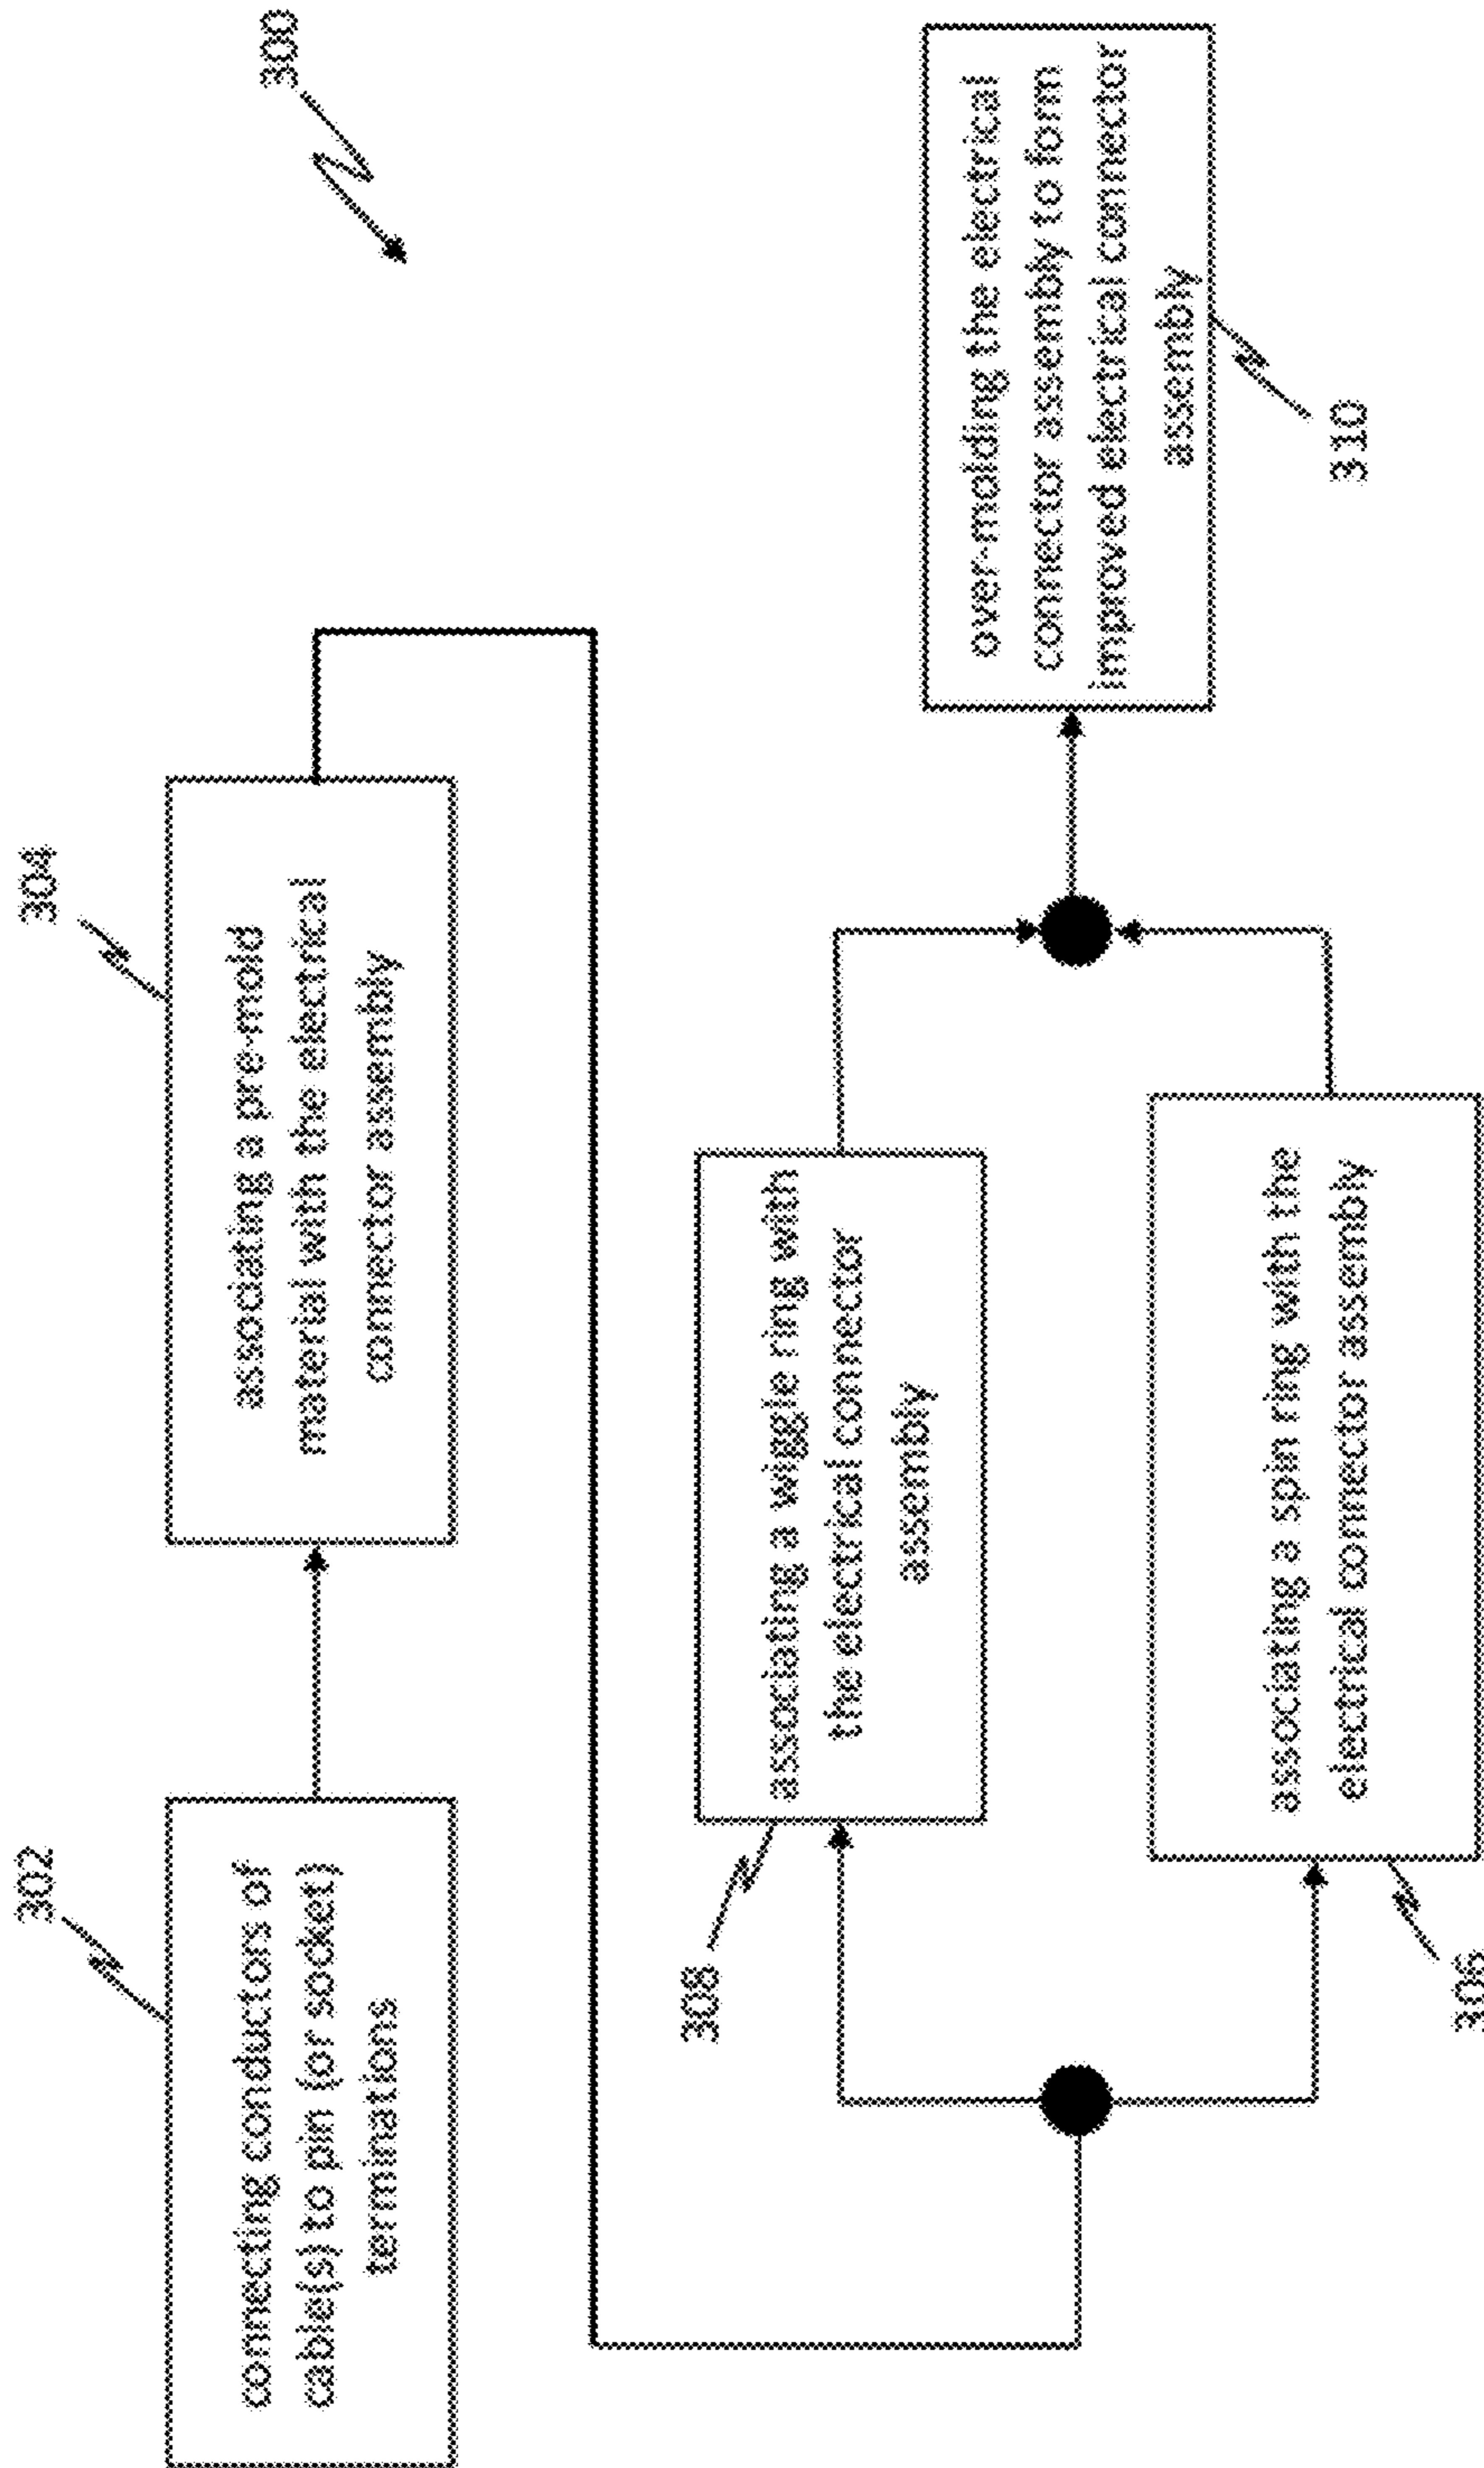 300
302
connecting conductors of
cable(s) to pin (or socket)
terminations
304
associating a pre-mold
material with the electrical
connector assembly
308
associating a wiggle ring with
the electrical connector
assembly
306
associating a spin ring with the
electrical connector assembly
over-molding the electrical
connector assembly to form
improved electrical connector
assembly
310